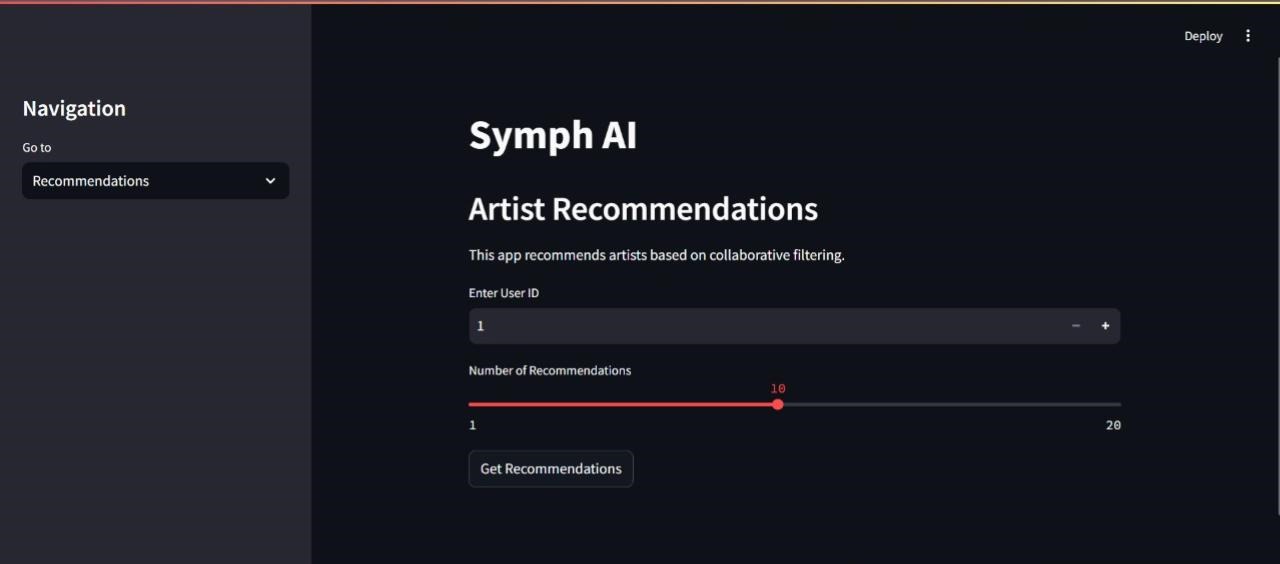 Deploy
Navigation
Go to
Recommendations
Symph AI
Artist Recommendations
This app recommends artists based on collaborative filtering.
Enter User ID
1
Number of Recommendations
10
1
20
Get Recommendations